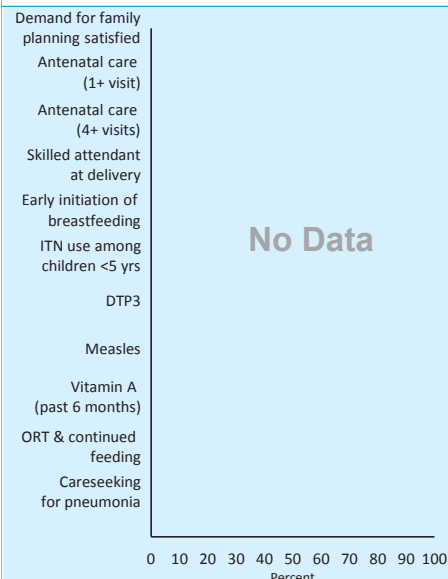 Demand for family
planning satisfied
Antenatal care
(1+ visit)
Antenatal care
(4+ visits)
Skilled attendant
at delivery
Early initiation of
breastfeeding
ITN use among
children <5 yrs
DTP3
Measles
Vitamin A
(past 6 months)
ORT & continued
feeding
Careseeking
for pneumonia
No Data
0 10 20 30 40 50 60 70 80 90 100
Percent